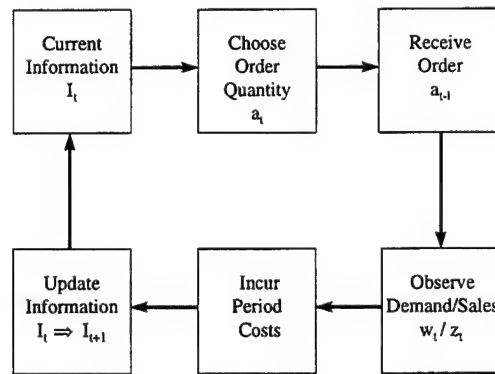 Current
Information
I_t
Choose
Order
Quantity
a_t
Receive
Order
a_{t-1}
Observe
Demand/Sales
w_t / z_t
Incur
Period
Costs
Update
Information
I_t ⇒ I_{t+1}